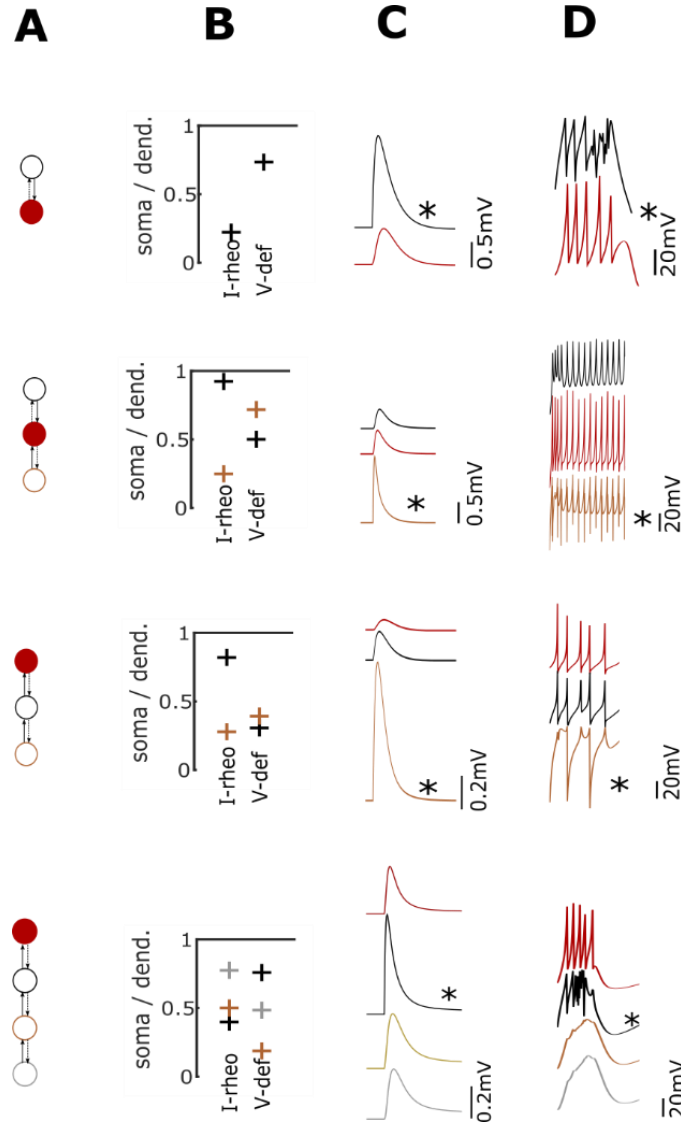 A B C D
1
0.5
0
soma / dend.
I-rheo
V-def
*
0.5mV
*
20mV
1
0.5
0
soma / dend.
I-rheo
V-def
*
0.5mV
*
20mV
1
0.5
0
soma / dend.
I-rheo
V-def
*
0.2mV
*
20mV
1
0.5
0
soma / dend.
I-rheo
V-def
*
0.2mV
*
20mV